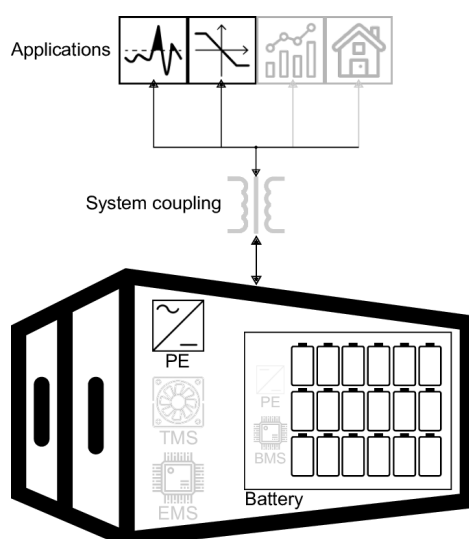 Applications
System coupling
PE
TMS
EMS
PE
BMS
Battery